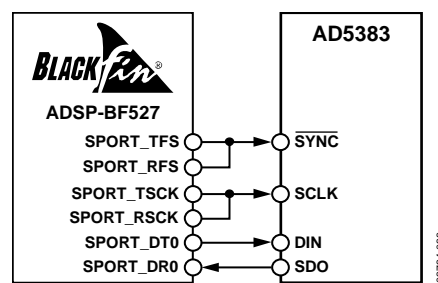 BLACKfin®
ADSP-BF527
SPORT_TFS
SPORT_RFS
SPORT_TSCK
SPORT_RSCK
SPORT_DT0
SPORT_DR0
AD5383
SYNC
SCLK
DIN
SDO